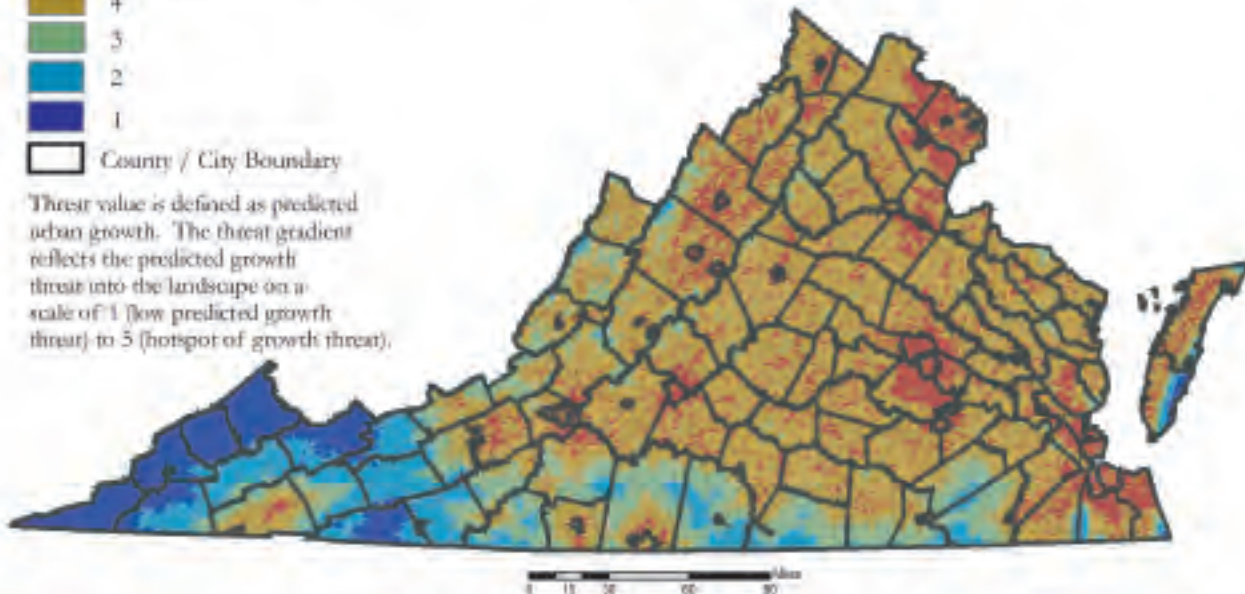 4
3
2
1
County / City Boundary
Threat value is defined as predicted
urban growth. The threat gradient
reflects the predicted growth
threat into the landscape on a
scale of 1 (low predicted growth
threat) to 5 (hotspot of growth threat).
Miles
0 15 30 60 90